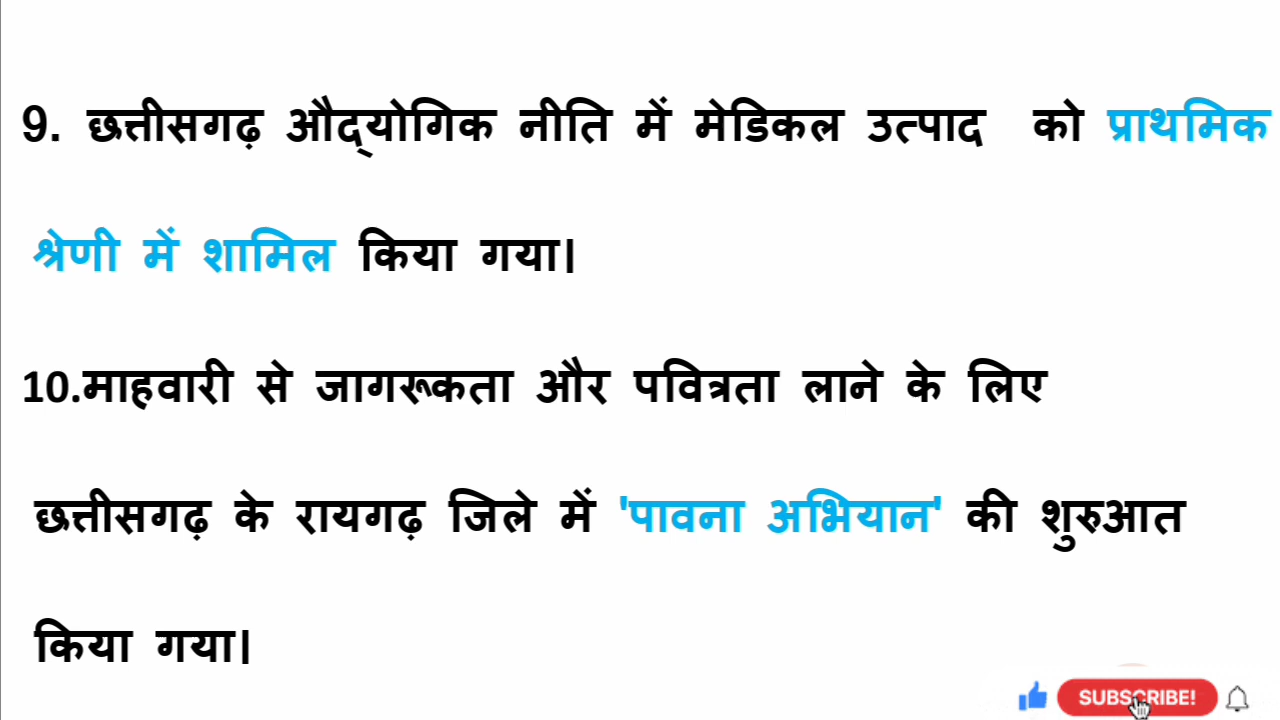 9. छत्तीसगढ़ औद्योगिक नीति में मेडिकल उत्पाद को प्राथमिक
श्रेणी में शामिल किया गया।
10.माहवारी से जागरूकता और पवित्रता लाने के लिए
छत्तीसगढ़ के रायगढ़ जिले में 'पावना अभियान' की शुरुआत
किया गया।
SUBSCRIBE!